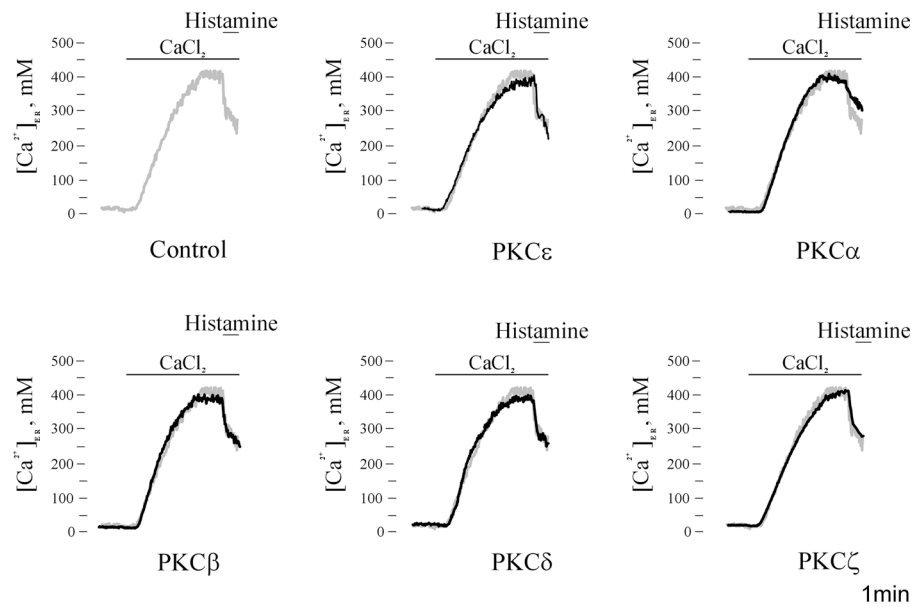 Histamine Histamine Histamine
CaCl₂ CaCl₂ CaCl₂
[Ca²⁺]ER, mM [Ca²⁺]ER, mM [Ca²⁺]ER, mM
500 500 500
400 400 400
300 300 300
200 200 200
100 100 100
0 0 0
Control PKCε PKCα
Histamine Histamine Histamine
CaCl₂ CaCl₂ CaCl₂
[Ca²⁺]ER, mM [Ca²⁺]ER, mM [Ca²⁺]ER, mM
500 500 500
400 400 400
300 300 300
200 200 200
100 100 100
0 0 0
PKCβ PKCδ PKCζ
1min